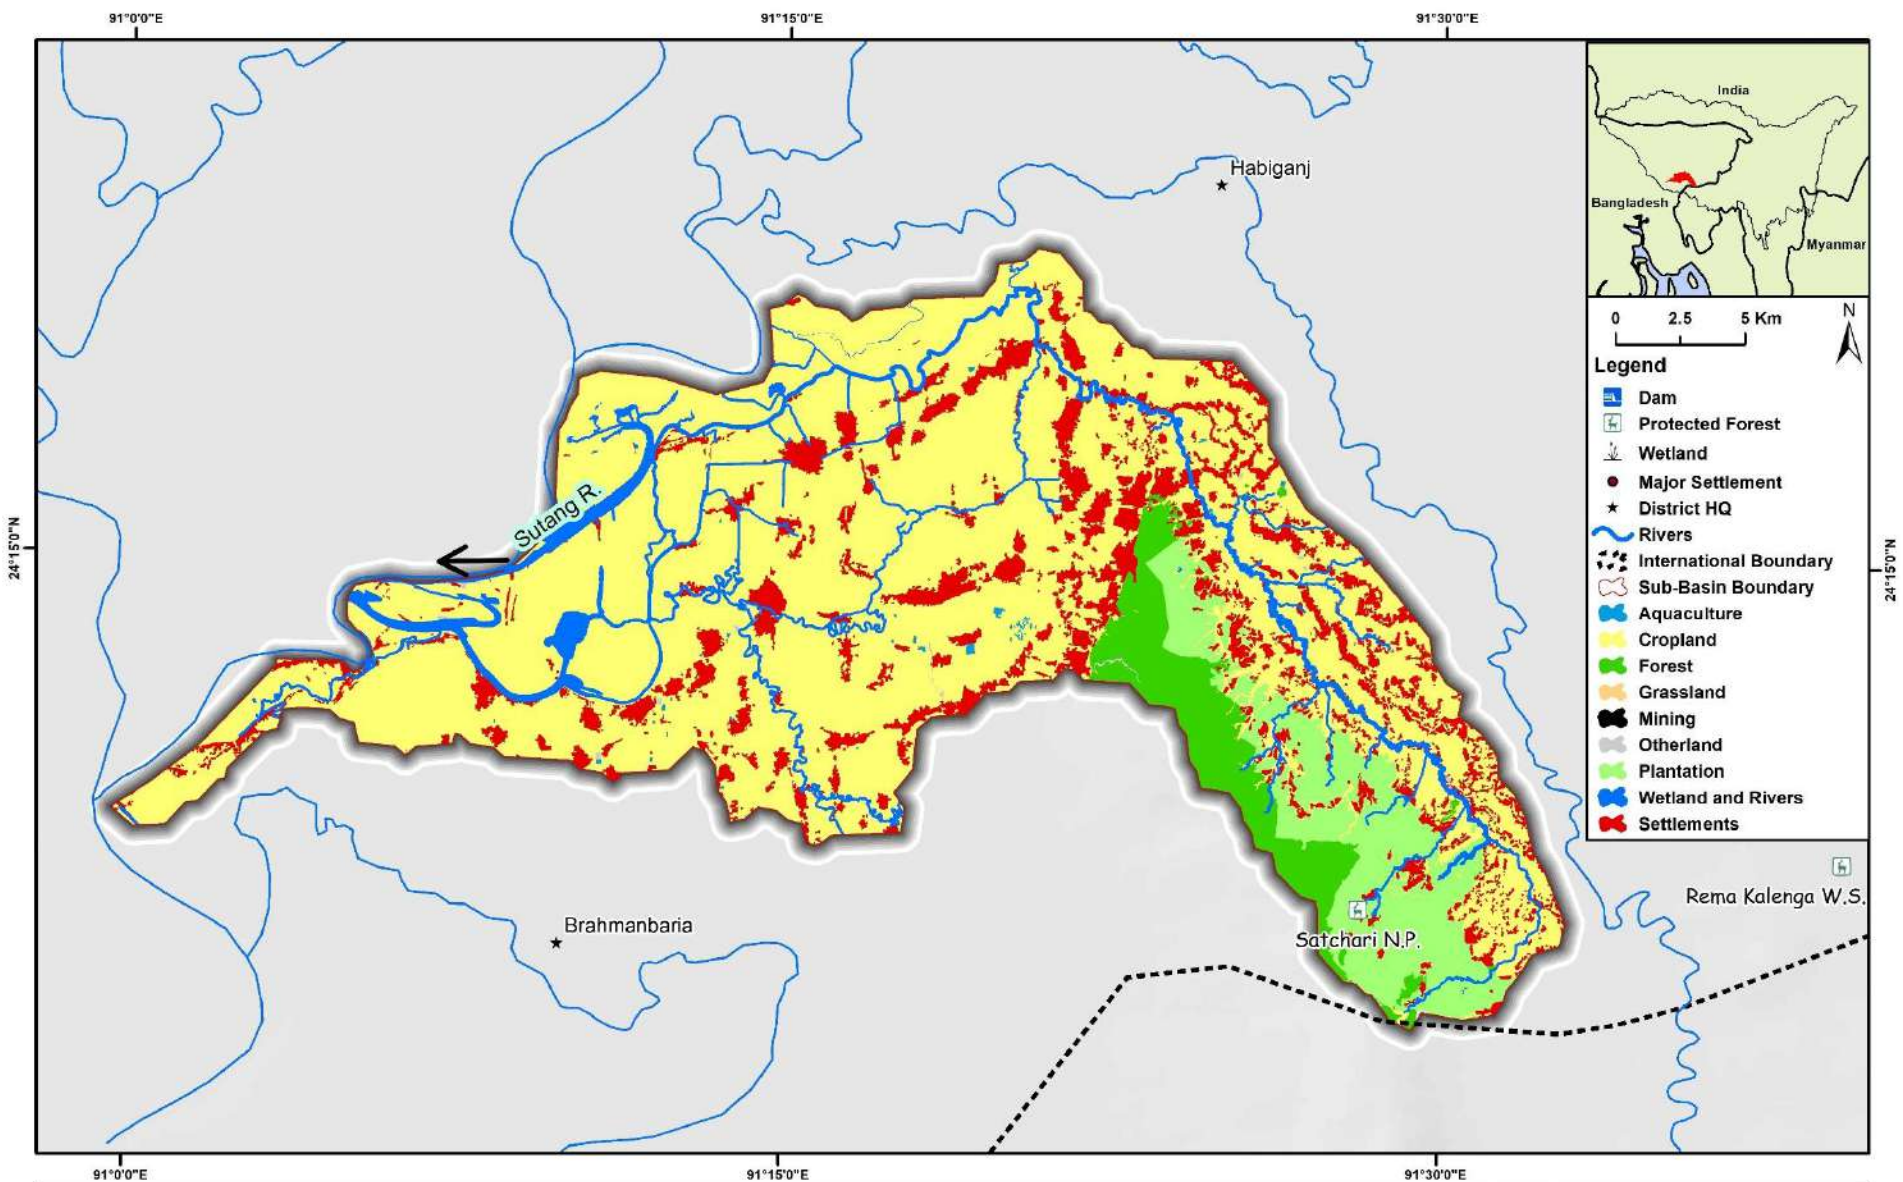 91°0'0"E
91°15'0"E
91°30'0"E
India
Bangladesh
Myanmar
Habiganj
0 2.5 5 Km
N
Legend
Dam
Protected Forest
Wetland
Major Settlement
District HQ
Rivers
International Boundary
Sub-Basin Boundary
Aquaculture
Cropland
Forest
Grassland
Mining
Otherland
Plantation
Wetland and Rivers
Settlements
Sutang R.
24°15'0"N
24°15'0"N
Rema Kalenga W.S.
Brahmanbaria
Satchari N.P.
91°0'0"E
91°15'0"E
91°30'0"E